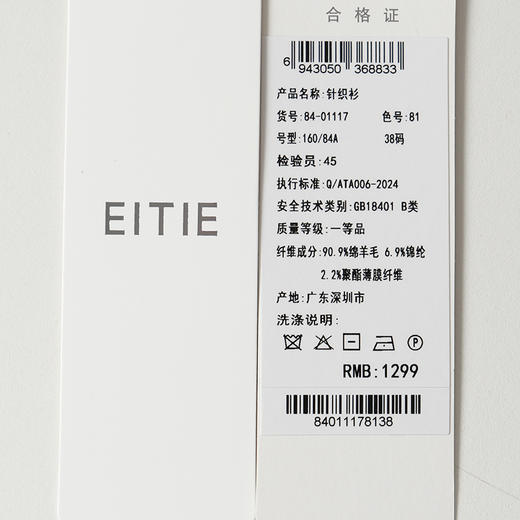 EITIE
合格证
6 943050 368833
产品名称:针织衫
货号:84-01117 色号:81
号型:160/84A 38码
检验员:45
执行标准:Q/ATA006-2024
安全技术类别:GB18401 B类
质量等级:一等品
纤维成分:90.9%绵羊毛 6.9%锦纶
2.2%聚酯薄膜纤维
产地:广东深圳市
洗涤说明:
P
RMB:1299
84011178138